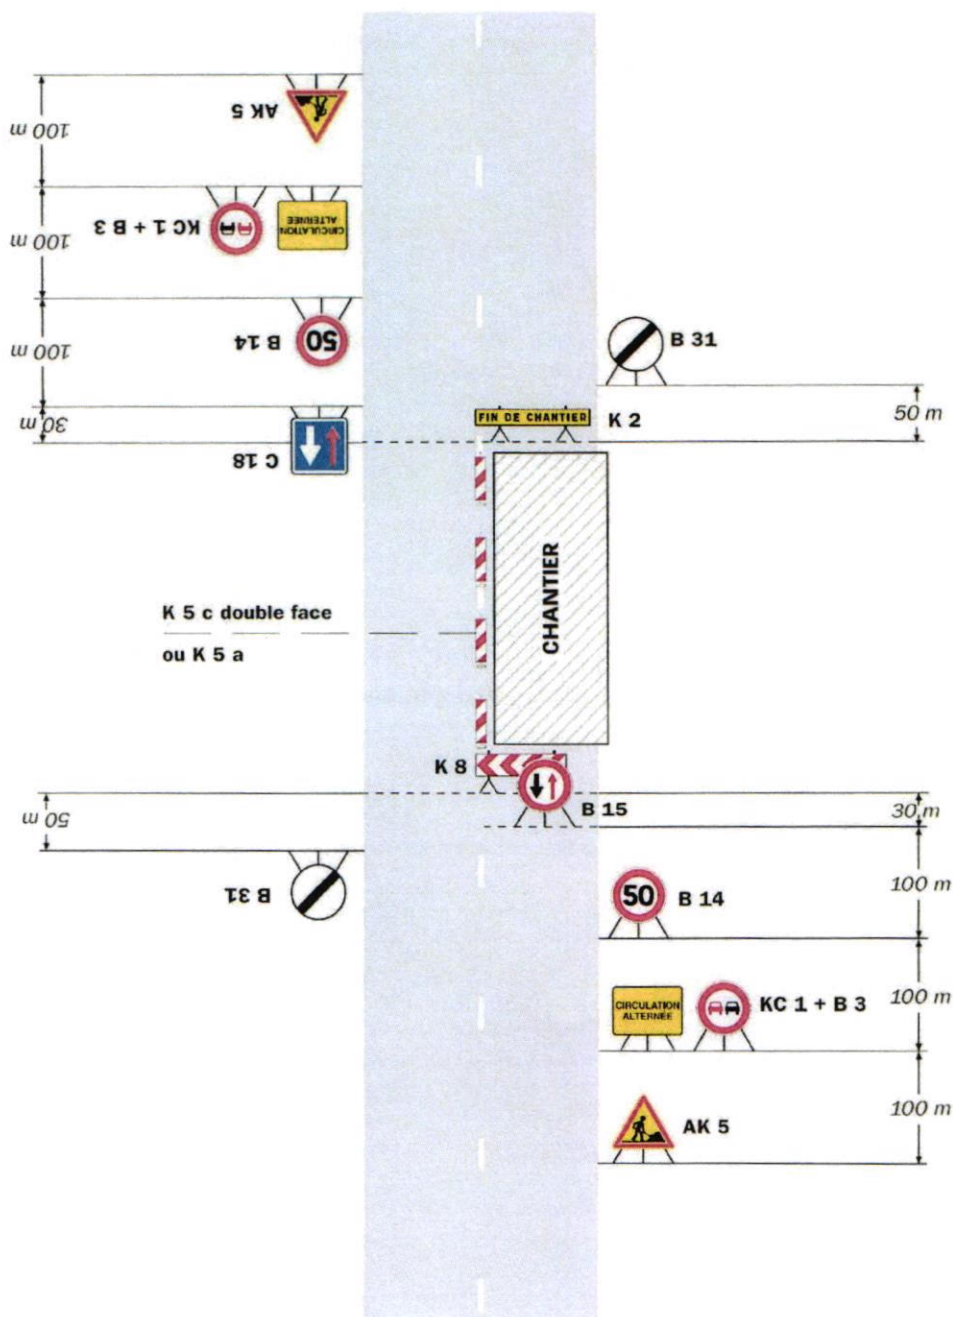 AK 5
100 m
KC 1 + B 3
CIRCULATION
ALTERNÉE
100 m
B 14
50
100 m
B 31
50 m
30 m
FIN DE CHANTIER
K 2
C 18
CHANTIER
K 5 c double face
ou K 5 a
K 8
B 15
30 m
50 m
B 31
50
B 14
100 m
CIRCULATION
ALTERNÉE
KC 1 + B 3
100 m
AK 5
100 m